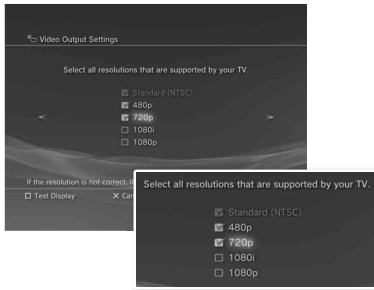 Video Output Settings
Select all resolutions that are supported by your TV.
Standard (NTSC)
480p
720p
1080i
1080p
If the resolution is not correct,
Test Display
Select all resolutions that are supported by your TV.
Standard (NTSC)
480p
720p
1080i
1080p